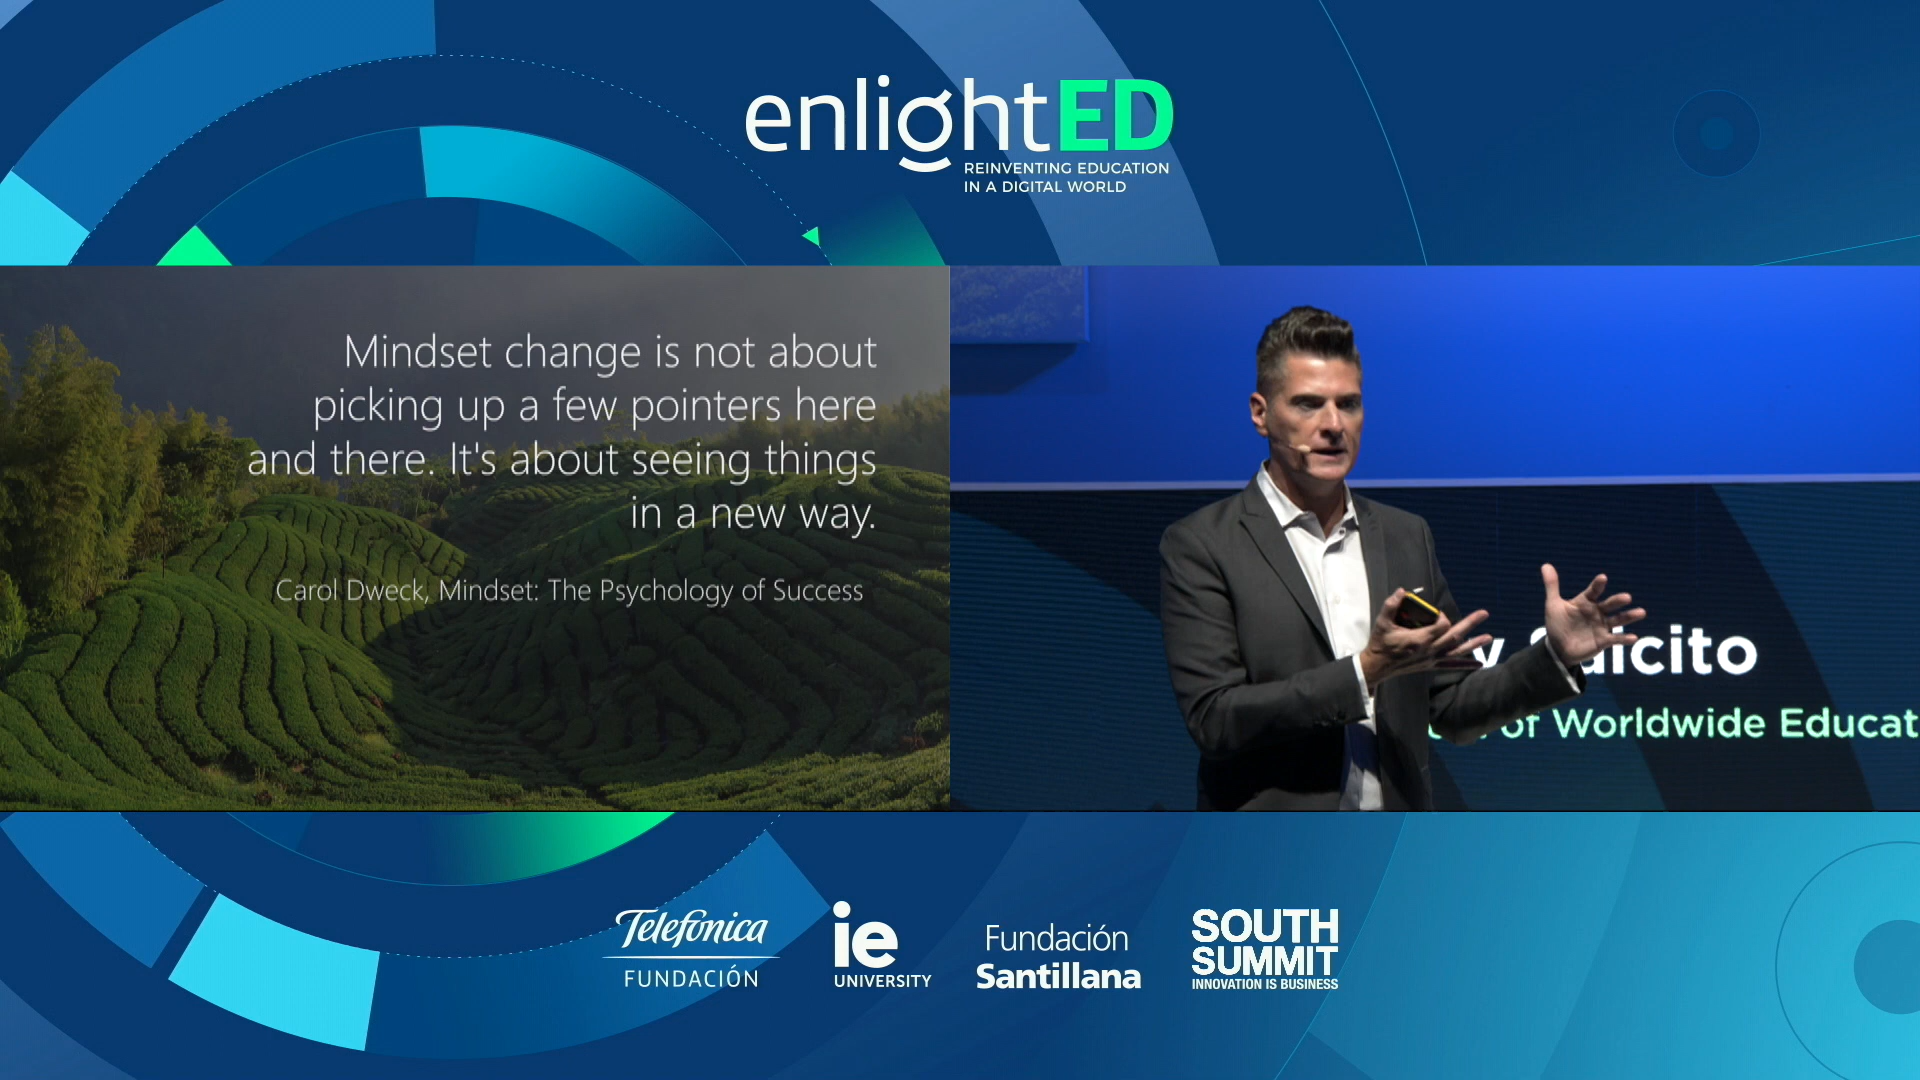 enlightED
REINVENTING EDUCATION
IN A DIGITAL WORLD
Mindset change is not about
picking up a few pointers here
and there. It's about seeing things
in a new way.
Carol Dweck, Mindset: The Psychology of Success
of Worldwide
Telefónica
FUNDACIÓN
ie
UNIVERSITY
Fundación
Santillana
SOUTH
SUMMIT
INNOVATION IS BUSINESS